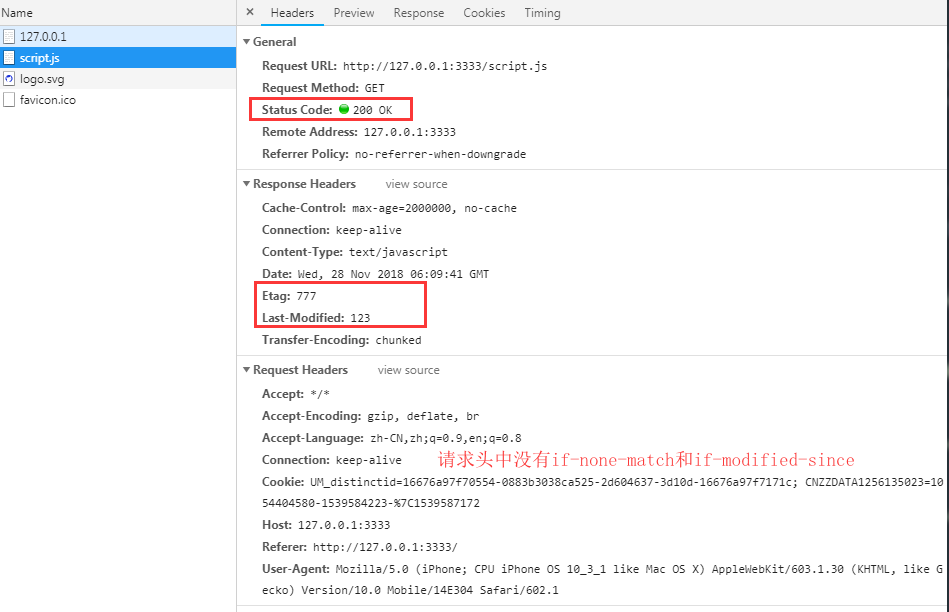 Name
127.0.0.1
script.js
logo.svg
favicon.ico
× Headers Preview Response Cookies Timing
General
Request URL: http://127.0.0.1:3333/script.js
Request Method: GET
Status Code: 200 OK
Remote Address: 127.0.0.1:3333
Referrer Policy: no-referrer-when-downgrade
Response Headers view source
Cache-Control: max-age=2000000, no-cache
Connection: keep-alive
Content-Type: text/javascript
Date: Wed, 28 Nov 2018 06:09:41 GMT
Etag: 777
Last-Modified: 123
Transfer-Encoding: chunked
Request Headers view source
Accept: */*
Accept-Encoding: gzip, deflate, br
Accept-Language: zh-CN,zh;q=0.9,en;q=0.8
Connection: keep-alive 请求头中没有if-none-match和if-modified-since
Cookie: UM_distinctid=16676a97f70554-0883b3038ca525-2d604637-3d10d-16676a97f7171c; CNZZDATA1256135023=10
54404580-1539584223-%7C1539587172
Host: 127.0.0.1:3333
Referer: http://127.0.0.1:3333/
User-Agent: Mozilla/5.0 (iPhone; CPU iPhone OS 10_3_1 like Mac OS X) AppleWebKit/603.1.30 (KHTML, like G
ecko) Version/10.0 Mobile/14E304 Safari/602.1